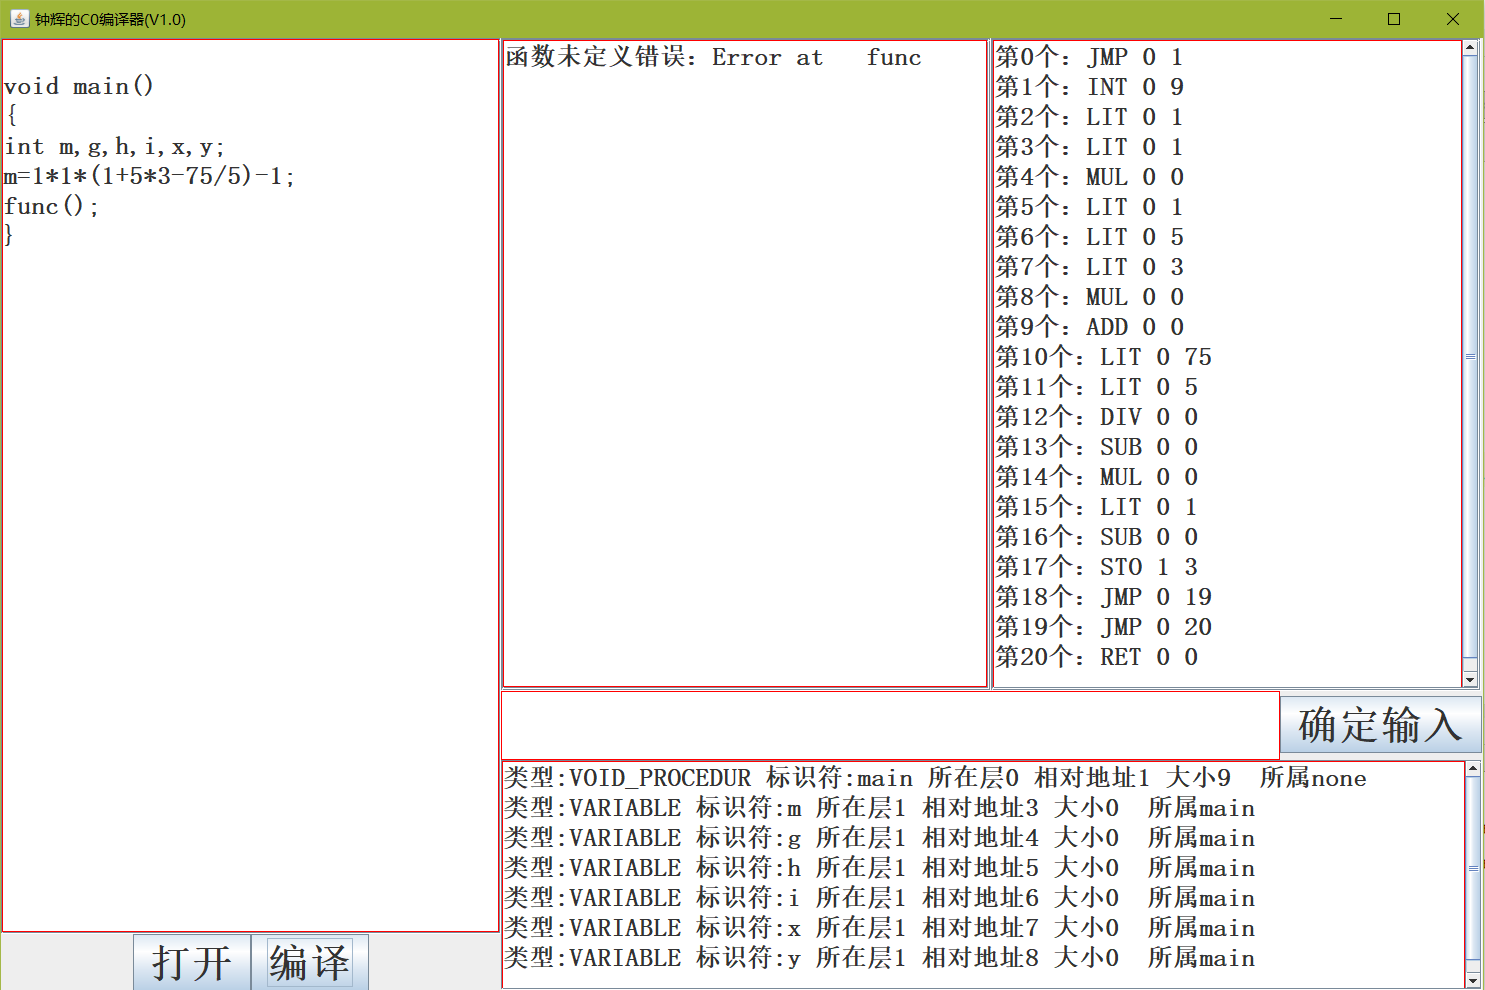 钟辉的C0编译器(V1.0)
void main()
{
int m,g,h,i,x,y;
m=1*1*(1+5*3-75/5)-1;
func();
}
打开
编译
函数未定义错误：Error at   func
第0个：JMP 0 1
第1个：INT 0 9
第2个：LIT 0 1
第3个：LIT 0 1
第4个：MUL 0 0
第5个：LIT 0 1
第6个：LIT 0 5
第7个：LIT 0 3
第8个：MUL 0 0
第9个：ADD 0 0
第10个：LIT 0 75
第11个：LIT 0 5
第12个：DIV 0 0
第13个：SUB 0 0
第14个：MUL 0 0
第15个：LIT 0 1
第16个：SUB 0 0
第17个：STO 1 3
第18个：JMP 0 19
第19个：JMP 0 20
第20个：RET 0 0
确定输入
类型:VOID_PROCEDUR 标识符:main 所在层0 相对地址1 大小9  所属none
类型:VARIABLE 标识符:m 所在层1 相对地址3 大小0  所属main
类型:VARIABLE 标识符:g 所在层1 相对地址4 大小0  所属main
类型:VARIABLE 标识符:h 所在层1 相对地址5 大小0  所属main
类型:VARIABLE 标识符:i 所在层1 相对地址6 大小0  所属main
类型:VARIABLE 标识符:x 所在层1 相对地址7 大小0  所属main
类型:VARIABLE 标识符:y 所在层1 相对地址8 大小0  所属main